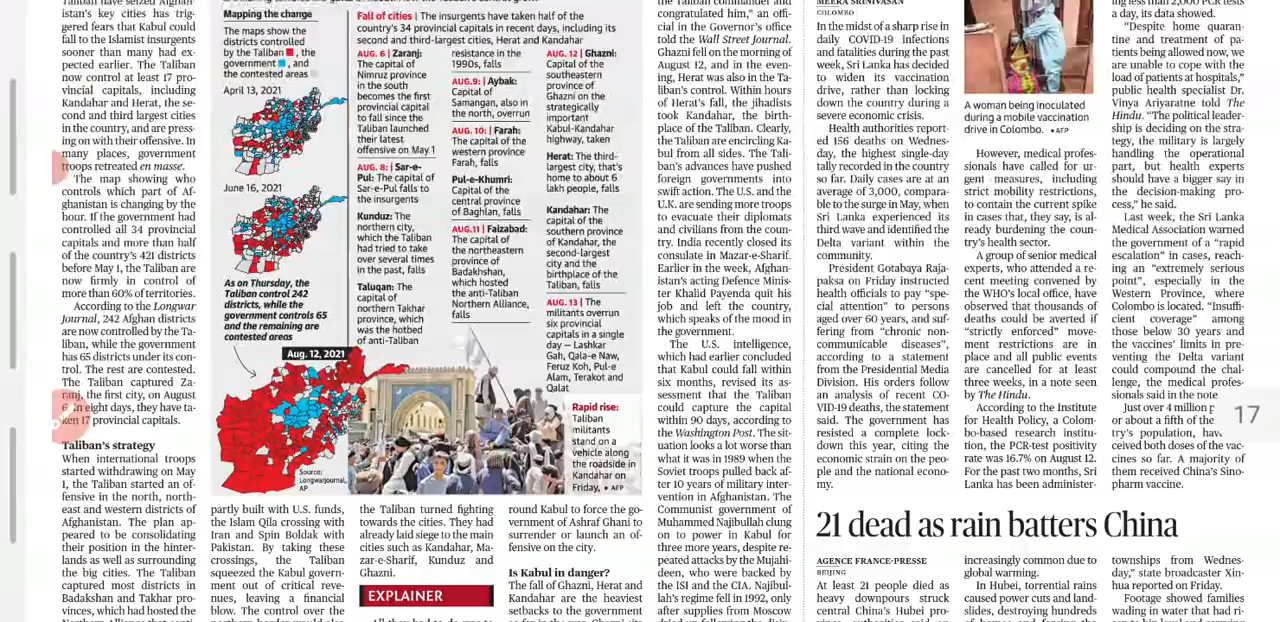 Taliban have seized Afghan-
istan's key cities has trig-
gered fears that Kabul could
fall to the Islamist insurgents
sooner than many had ex-
pected earlier. The Taliban
now control at least 17 pro-
vincial capitals, including
Kandahar and Herat, the se-
cond and third largest cities
in the country, and are press-
ing on with their offensive. In
many places, government
troops retreated en masse.
The map showing who
controls which part of Af-
ghanistan is changing by the
hour. If the government had
controlled all 34 provincial
capitals and more than half
of the country's 421 districts
before May 1, the Taliban are
now firmly in control of
more than 60% of territories.
According to the Longwar
Journal, 242 Afghan districts
are now controlled by the Ta-
liban, while the government
has 65 districts under its con-
trol. The rest are contested.
The Taliban captured Za-
ranj, the first city, on August
6. In eight days, they have ta-
ken 17 provincial capitals.
Taliban's strategy
When international troops
started withdrawing on May
1, the Taliban started an of-
fensive in the north, north-
east and western districts of
Afghanistan. The plan ap-
peared to be consolidating
their position in the hinter-
lands as well as surrounding
the big cities. The Taliban
captured most districts in
Badakshan and Takhar pro-
vinces, which had hosted the
Mapping the change
The maps show the
districts controlled
by the Taliban , the
government , and
the contested areas
April 13, 2021
June 16, 2021
As on Thursday, the
Taliban control 242
districts, while the
government controls 65
and the remaining are
contested areas
Aug. 12, 2021
Source:
Longwarjournal,
AP
Fall of cities | The insurgents have taken half of the
country's 34 provincial capitals in recent days, including its
second and third-largest cities, Herat and Kandahar
AUG. 6 | Zaranj:
The capital of
Nimruz province
in the south
becomes the first
provincial capital
to fall since the
Taliban launched
their latest
offensive on May 1
AUG. 8: | Sar-e-
Pul: The capital of
Sar-e-Pul falls to
the insurgents
Kunduz: The
northern city,
which the Taliban
had tried to take
over several times
in the past, falls
Taluqan: The
capital of
northern Takhar
province, which
was the hotbed
of anti-Taliban
resistance in the
1990s, falls
AUG.9: | Aybak:
Capital of
Samangan, also in
the north, overrun
AUG. 10: | Farah:
The capital of the
western province
Farah, falls
Pul-e-Khumri:
Capital of the
central province
of Baghlan, falls
AUG.11 | Faizabad:
The capital of the
northeastern
province of
Badakhshan,
which hosted
the anti-Taliban
Northern Alliance,
falls
AUG. 12 | Ghazni:
Capital of the
southeastern
province of
Ghazni on the
strategically
important
Kabul-Kandahar
highway, falls
Herat: The third-
largest city, that's
home to about 6
lakh people, falls
Kandahar: The
capital of the
southern province
of Kandahar, the
second-largest
city and the
birthplace of the
Taliban, falls
AUG. 13 | The
militants overrun
six provincial
capitals in a single
day — Lashkar
Gah, Qala-e Naw,
Feruz Koh, Pul-e
Alam, Terakot and
Qalat
Rapid rise:
Taliban
militants
stand on a
vehicle along
the roadside in
Kandahar on
Friday, • AFP
partly built with U.S. funds,
the Islam Qila crossing with
Iran and Spin Boldak with
Pakistan. By taking these
crossings, the Taliban
squeezed the Kabul govern-
ment out of critical reve-
nues, leaving a financial
blow. The control over the
the Taliban turned fighting
towards the cities. They had
already laid siege to the main
cities such as Kandahar, Ma-
zar-e-Sharif, Kunduz and
Ghazni.
EXPLAINER
round Kabul to force the go-
vernment of Ashraf Ghani to
surrender or launch an of-
fensive on the city.
Is Kabul in danger?
The fall of Ghazni, Herat and
Kandahar are the heaviest
setbacks to the government
the Taliban commander and
congratulated him," an offi-
cial in the Governor's office
told the Wall Street Journal.
Ghazni fell on the morning of
August 12, and in the even-
ing, Herat was also in the Ta-
liban's control. Within hours
of Herat's fall, the jihadists
took Kandahar, the birth-
place of the Taliban. Clearly,
the Taliban are encircling Ka-
bul from all sides. The Tali-
ban's advances have pushed
foreign governments into
swift action. The U.S. and the
U.K. are sending more troops
to evacuate their diplomats
and civilians from the coun-
try. India recently closed its
consulate in Mazar-e-Sharif.
Earlier in the week, Afghan-
istan's acting Defence Minis-
ter Khalid Payenda quit his
job and left the country,
which speaks of the mood in
the government.
The U.S. intelligence,
which had earlier concluded
that Kabul could fall within
six months, revised its as-
sessment that the Taliban
could capture the capital
within 90 days, according to
the Washington Post. The sit-
uation looks a lot worse than
what it was in 1989 when the
Soviet troops pulled back af-
ter 10 years of military inter-
vention in Afghanistan. The
Communist government of
Muhammed Najibullah clung
on to power in Kabul for
three more years, despite re-
peated attacks by the Mujahi-
deen, who were backed by
the ISI and the CIA. Najibul-
lah's regime fell in 1992, only
after supplies from Moscow
MEERA SRINIVASAN
COLOMBO
In the midst of a sharp rise in
daily COVID-19 infections
and fatalities during the past
week, Sri Lanka has decided
to widen its vaccination
drive, rather than locking
down the country during a
severe economic crisis.
Health authorities report-
ed 156 deaths on Wednes-
day, the highest single-day
tally recorded in the country
so far. Daily cases are at an
average of 3,000, compara-
ble to the surge in May, when
Sri Lanka experienced its
third wave and identified the
Delta variant within the
community.
President Gotabaya Raja-
paksa on Friday instructed
health officials to pay "spe-
cial attention" to persons
aged over 60 years, and suf-
fering from "chronic non-
communicable diseases",
according to a statement
from the Presidential Media
Division. His orders follow
an analysis of recent CO-
VID-19 deaths, the statement
said. The government has
resisted a complete lock-
down this year, citing the
economic strain on the peo-
ple and the national econo-
my.
A woman being inoculated
during a mobile vaccination
drive in Colombo. • AFP
However, medical profes-
sionals have called for ur-
gent measures, including
strict mobility restrictions,
to contain the current spike
in cases that, they say, is al-
ready burdening the coun-
try's health sector.
A group of senior medical
experts, who attended a re-
cent meeting convened by
the WHO's local office, have
observed that thousands of
deaths could be averted if
"strictly enforced" move-
ment restrictions are in
place and all public events
are cancelled for at least
three weeks, in a note seen
by The Hindu.
According to the Institute
for Health Policy, a Colom-
bo-based research institu-
tion, the PCR-test positivity
rate was 16.7% on August 12.
For the past two months, Sri
Lanka has been administer-
ing less than 2,000 PCR tests
a day, its data showed.
"Despite home quaran-
tine and treatment of pa-
tients being allowed now, we
are unable to cope with the
load of patients at hospitals,"
public health specialist Dr.
Vinya Ariyaratne told The
Hindu. "The political leader-
ship is deciding on the stra-
tegy, the military is largely
handling the operational
part, but health experts
should have a bigger say in
the decision-making pro-
cess," he said.
Last week, the Sri Lanka
Medical Association warned
the government of a "rapid
escalation" in cases, reach-
ing an "extremely serious
point", especially in the
Western Province, where
Colombo is located. "Insuffi-
cient coverage" among
those below 30 years and
the vaccines' limits in pre-
venting the Delta variant
could compound the chal-
lenge, the medical profes-
sionals said in the note
Just over 4 million p
or about a fifth of the
try's population, hav
ceived both doses of the vac-
cines so far. A majority of
them received China's Sino-
pharm vaccine.
17
21 dead as rain batters China
AGENCE FRANCE-PRESSE
BEIJING
At least 21 people died as
heavy downpours struck
central China's Hubei pro-
increasingly common due to
global warming.
In Hubei, torrential rains
caused power cuts and land-
slides, destroying hundreds
townships from Wednes-
day," state broadcaster Xin-
hua reported on Friday.
Footage showed families
wading in water that had ri-